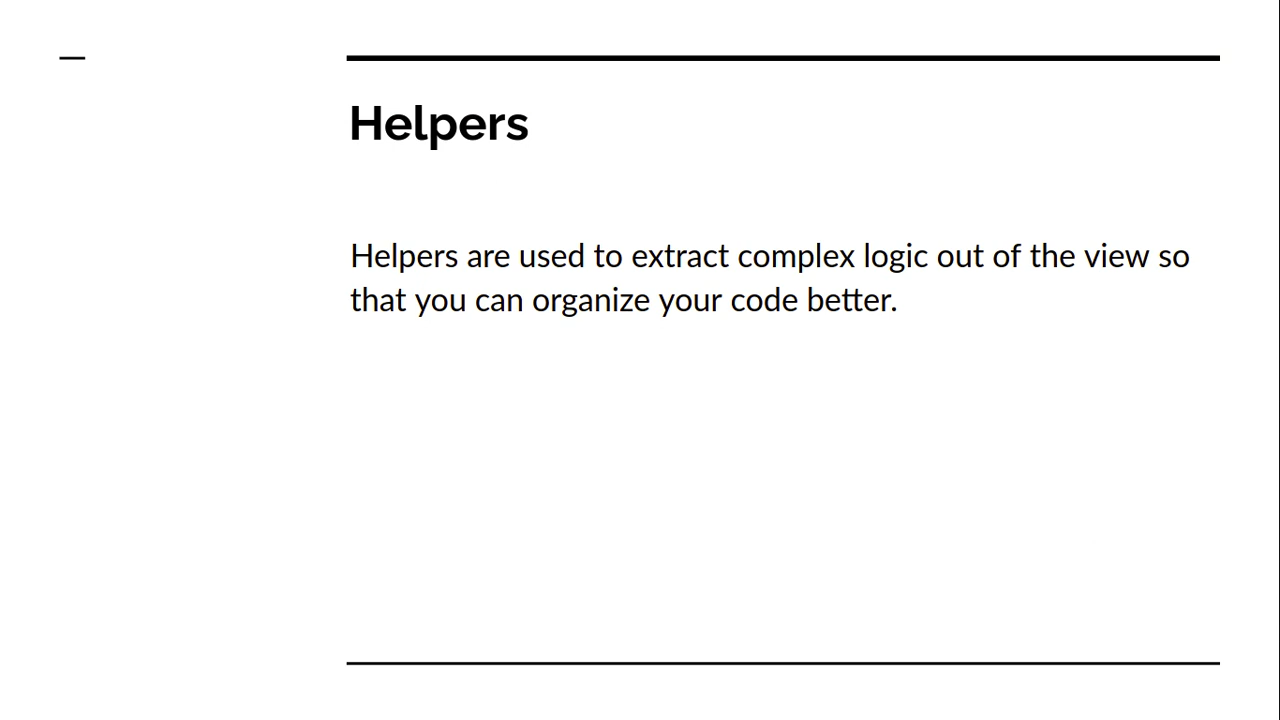 Helpers
Helpers are used to extract complex logic out of the view so
that you can organize your code better.